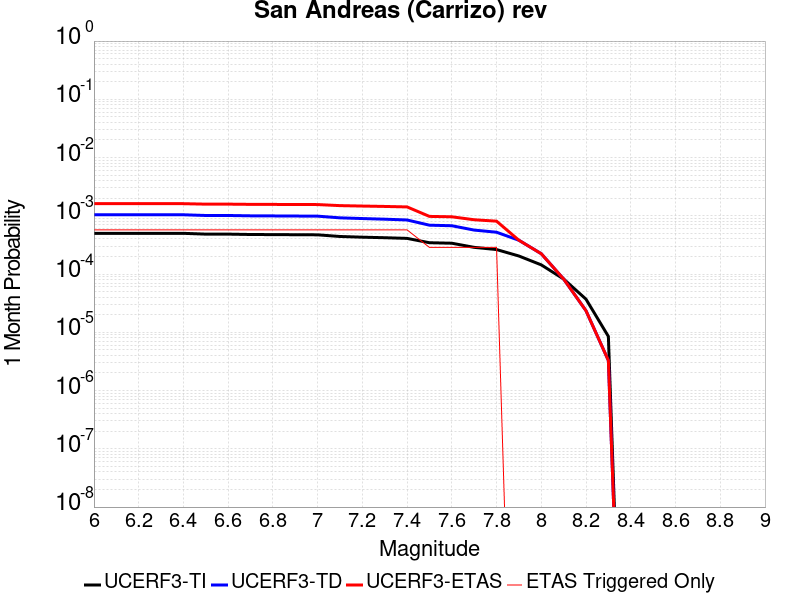 San Andreas (Carrizo) rev
1 Month Probability
10^0
10^-1
10^-2
10^-3
10^-4
10^-5
10^-6
10^-7
10^-8
6 6.2 6.4 6.6 6.8 7 7.2 7.4 7.6 7.8 8 8.2 8.4 8.6 8.8 9
Magnitude
UCERF3-TI UCERF3-TD UCERF3-ETAS ETAS Triggered Only